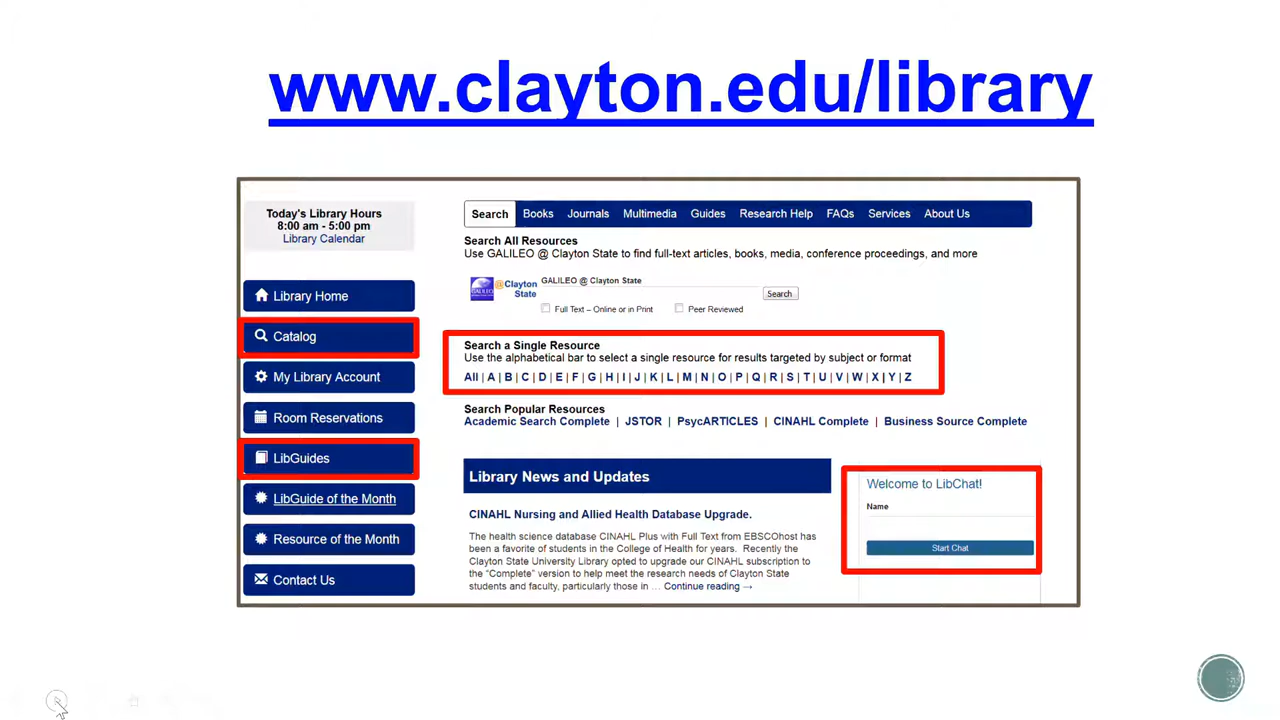 www.clayton.edu/library
Today's Library Hours
8:00 am - 5:00 pm
Library Calendar
Library Home
Catalog
My Library Account
Room Reservations
LibGuides
LibGuide of the Month
Resource of the Month
Contact Us
Search Books Journals Multimedia Guides Research Help FAQs Services About Us
Search All Resources
Use GALILEO @ Clayton State to find full-text articles, books, media, conference proceedings, and more
GALILEO
@Clayton
State
GALILEO @ Clayton State
Search
Full Text – Online or in Print Peer Reviewed
Search a Single Resource
Use the alphabetical bar to select a single resource for results targeted by subject or format
All | A | B | C | D | E | F | G | H | I | J | K | L | M | N | O | P | Q | R | S | T | U | V | W | X | Y | Z
Search Popular Resources
Academic Search Complete | JSTOR | PsycARTICLES | CINAHL Complete | Business Source Complete
Library News and Updates
CINAHL Nursing and Allied Health Database Upgrade.
The health science database CINAHL Plus with Full Text from EBSCOhost has
been a favorite of students in the College of Health for years. Recently the
Clayton State University Library opted to upgrade our CINAHL subscription to
the “Complete” version to help meet the research needs of Clayton State
students and faculty, particularly those in … Continue reading →
Welcome to LibChat!
Name
Start Chat